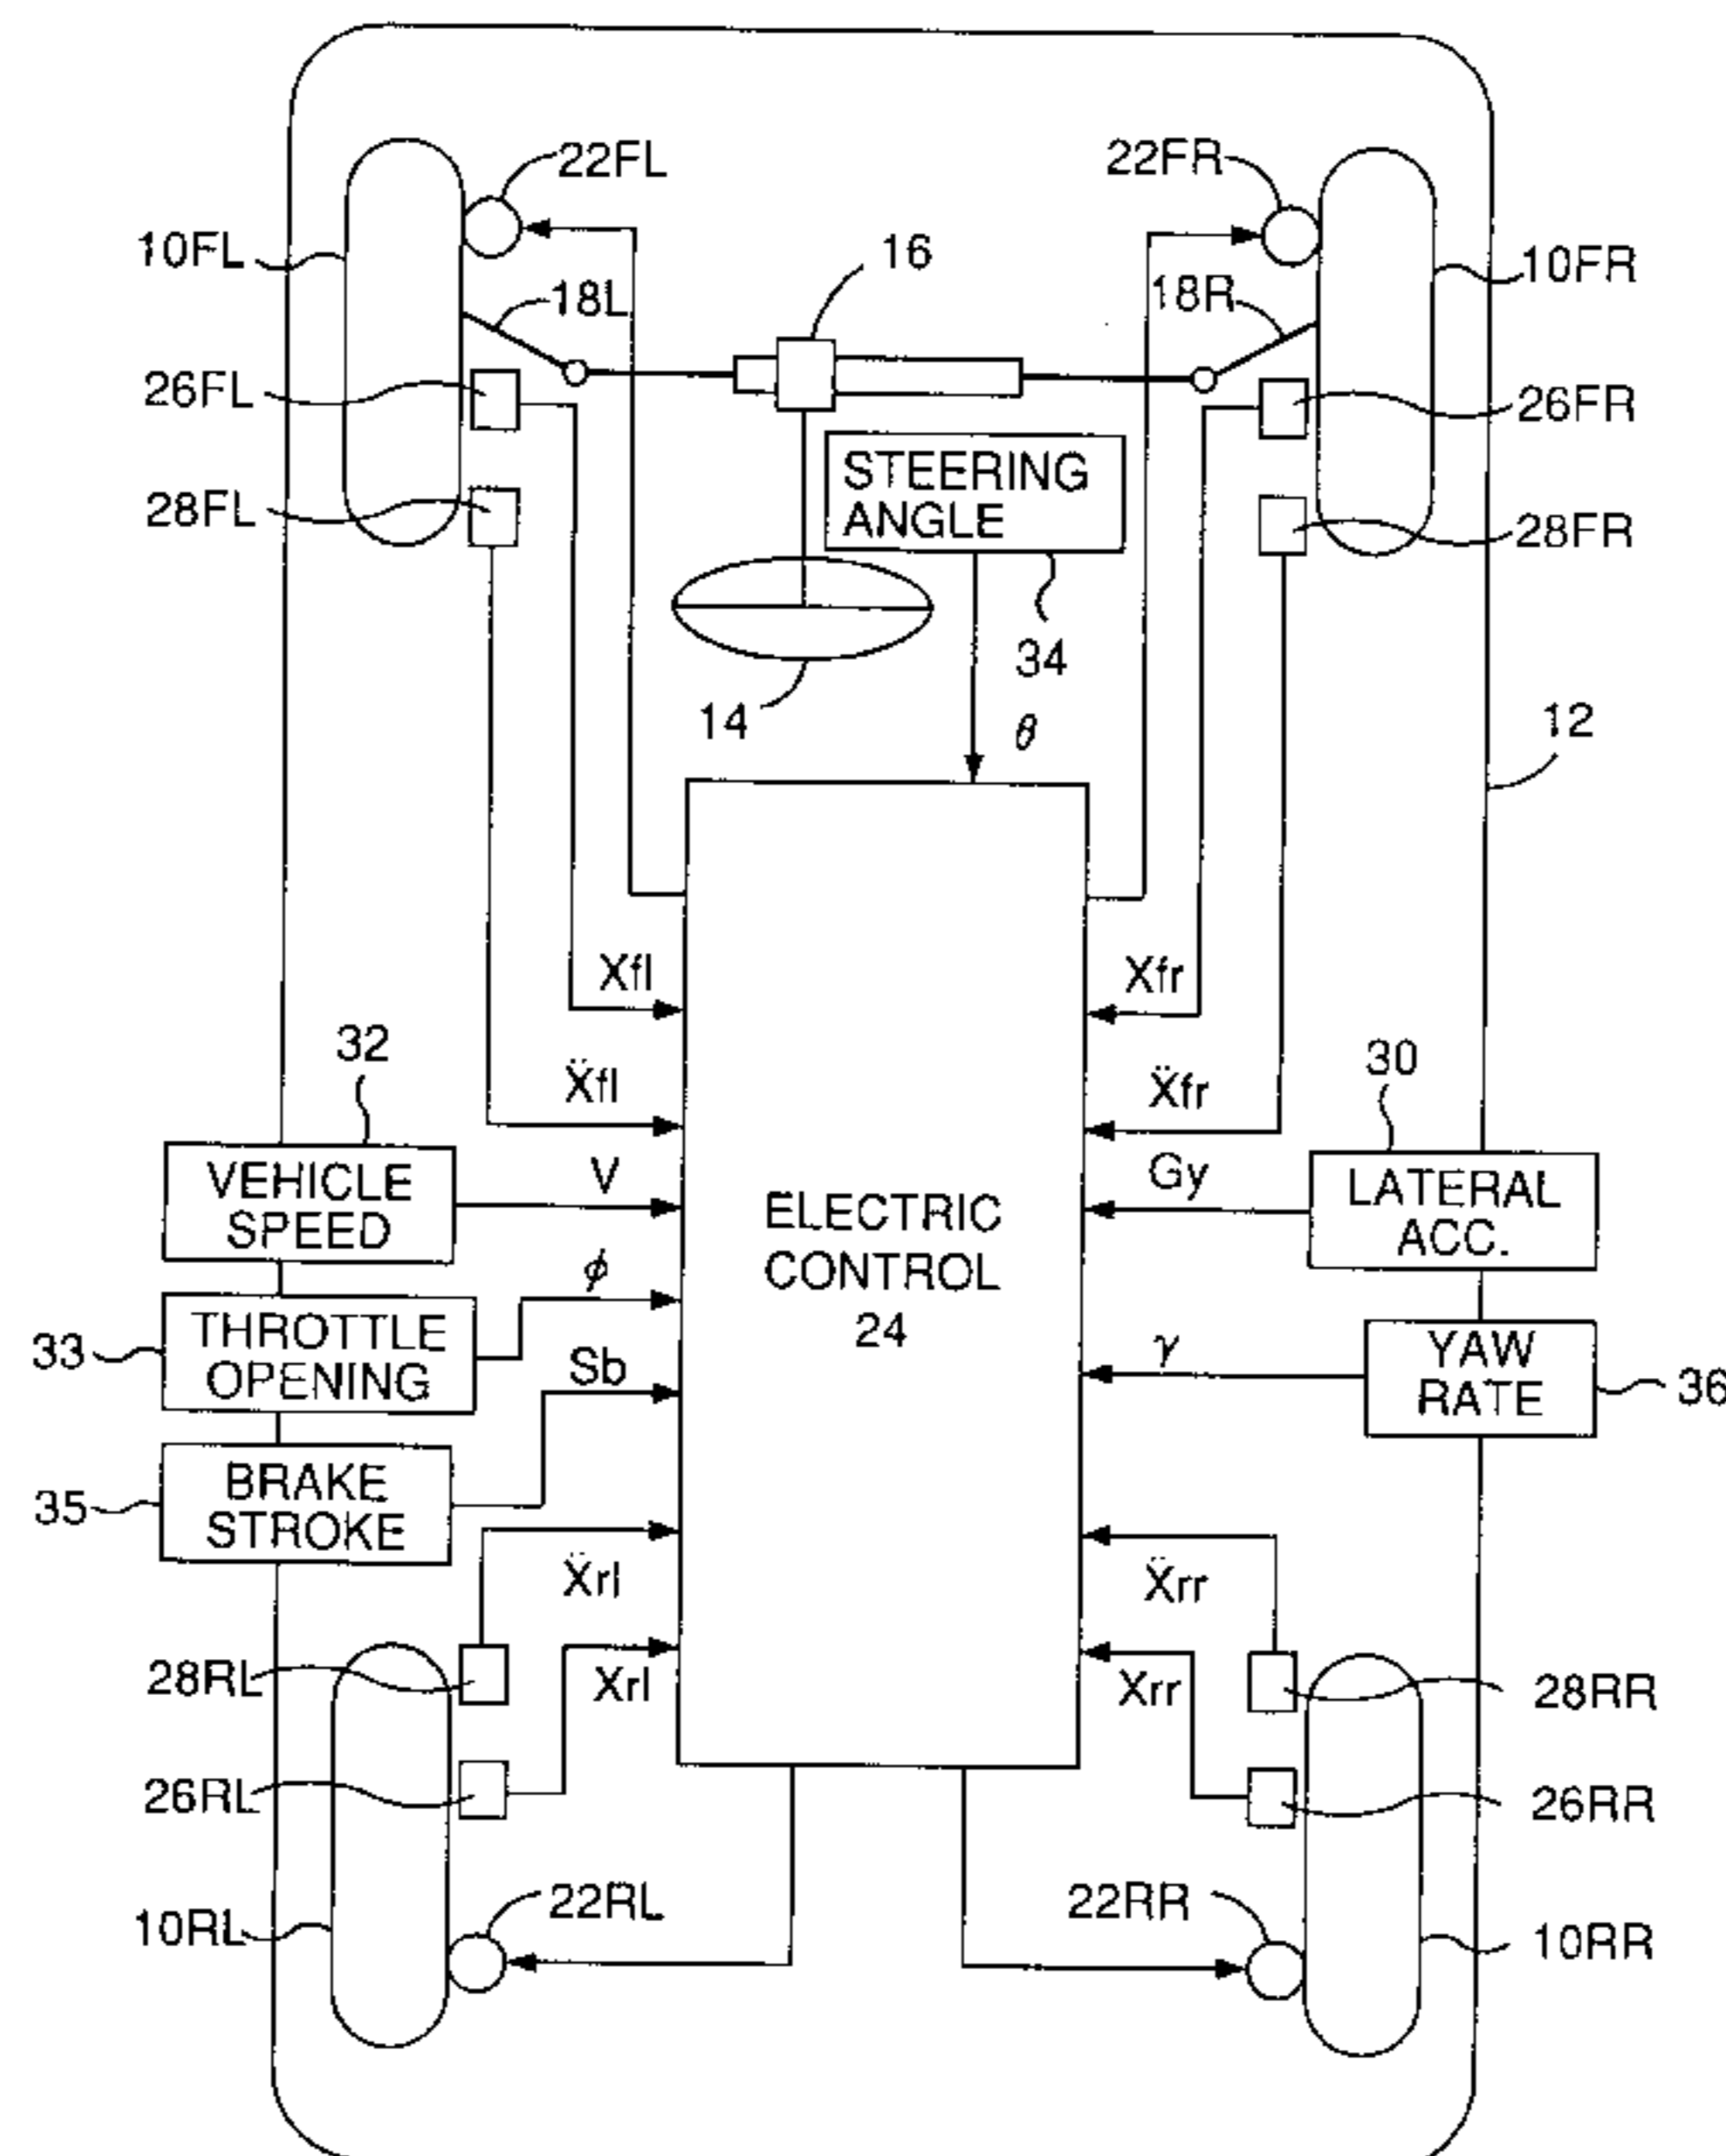 22FL
22FR
10FL
16
10FR
18L
18R
26FL
26FR
STEERING
ANGLE
28FL
28FR
34
14
θ
12
Xfl
Xfr
32
30
Ẍfl
Ẍfr
VEHICLE
SPEED
V
Gy
LATERAL
ACC.
ELECTRIC
CONTROL
24
ϕ
33
THROTTLE
OPENING
Sb
γ
YAW
RATE
36
35
BRAKE
STROKE
Ẍrl
Ẍrr
28RL
Xrl
Xrr
28RR
26RL
26RR
22RL
22RR
10RL
10RR